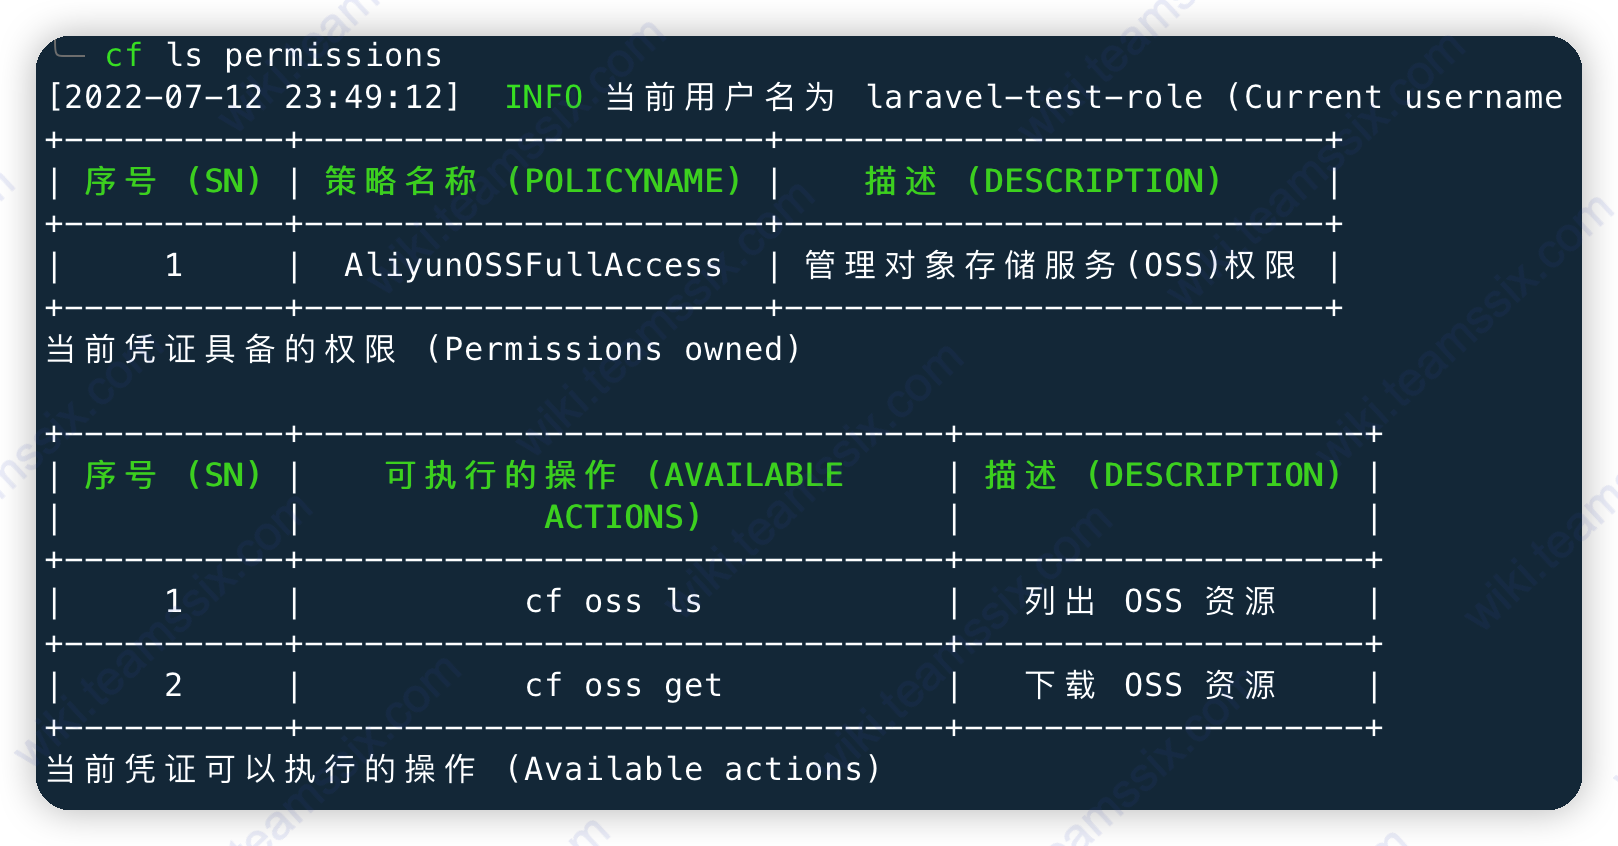 cf ls permissions
[2022-07-12 23:49:12] INFO 当前用户名为 laravel-test-role (Current username
序号 (SN) | 策略名称 (POLICYNAME) | 描述 (DESCRIPTION)
1 | AliyunOSSFullAccess | 管理对象存储服务(OSS)权限
当前凭证具备的权限 (Permissions owned)
序号 (SN) | 可执行的操作 (AVAILABLE | 描述 (DESCRIPTION)
ACTIONS)
1 | cf oss ls | 列出 OSS 资源
2 | cf oss get | 下载 OSS 资源
当前凭证可以执行的操作 (Available actions)
wiki.teamssix.com